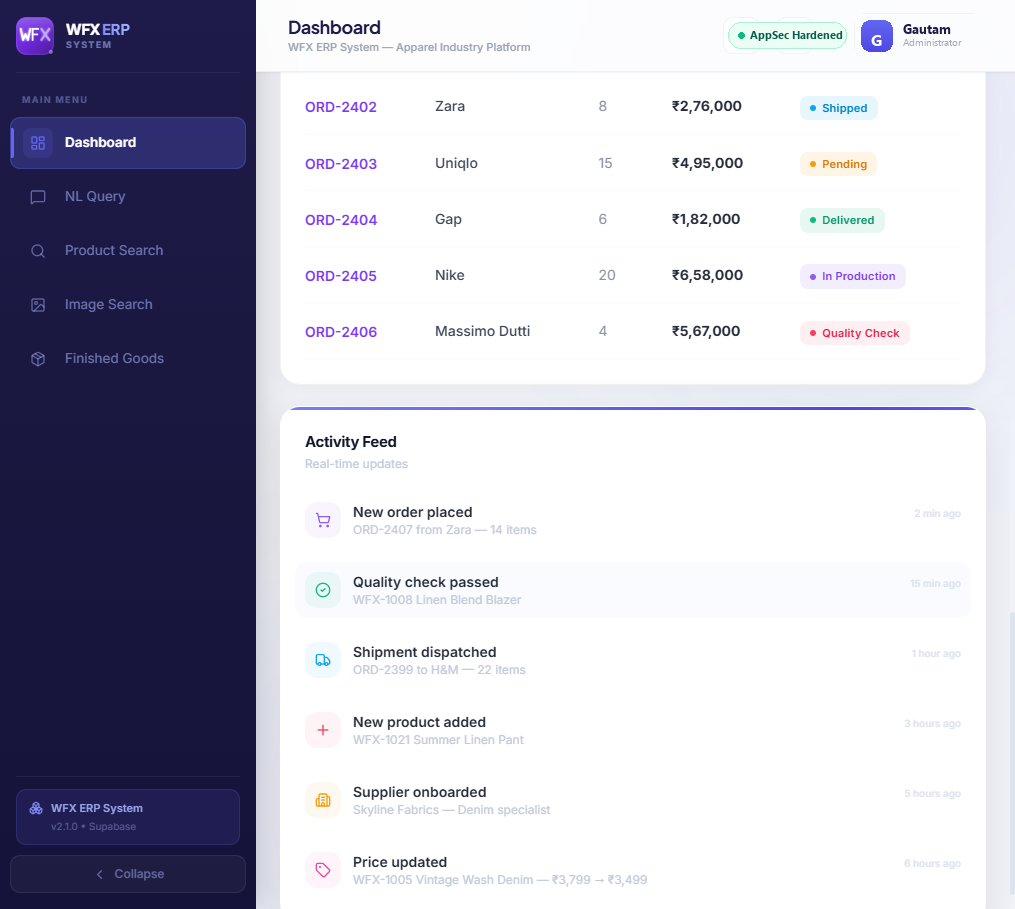 WFX
WFX ERP
SYSTEM
MAIN MENU
Dashboard
NL Query
Product Search
Image Search
Finished Goods
WFX ERP System
v2.1.0 • Supabase
Collapse
Dashboard
WFX ERP System — Apparel Industry Platform
AppSec Hardened
G
Gautam
Administrator
ORD-2402 Zara 8 ₹2,76,000 Shipped
ORD-2403 Uniqlo 15 ₹4,95,000 Pending
ORD-2404 Gap 6 ₹1,82,000 Delivered
ORD-2405 Nike 20 ₹6,58,000 In Production
ORD-2406 Massimo Dutti 4 ₹5,67,000 Quality Check
Activity Feed
Real-time updates
New order placed 2 min ago
ORD-2407 from Zara — 14 items
Quality check passed 15 min ago
WFX-1008 Linen Blend Blazer
Shipment dispatched 1 hour ago
ORD-2399 to H&M — 22 items
New product added 3 hours ago
WFX-1021 Summer Linen Pant
Supplier onboarded 5 hours ago
Skyline Fabrics — Denim specialist
Price updated 6 hours ago
WFX-1005 Vintage Wash Denim — ₹3,799 → ₹3,499